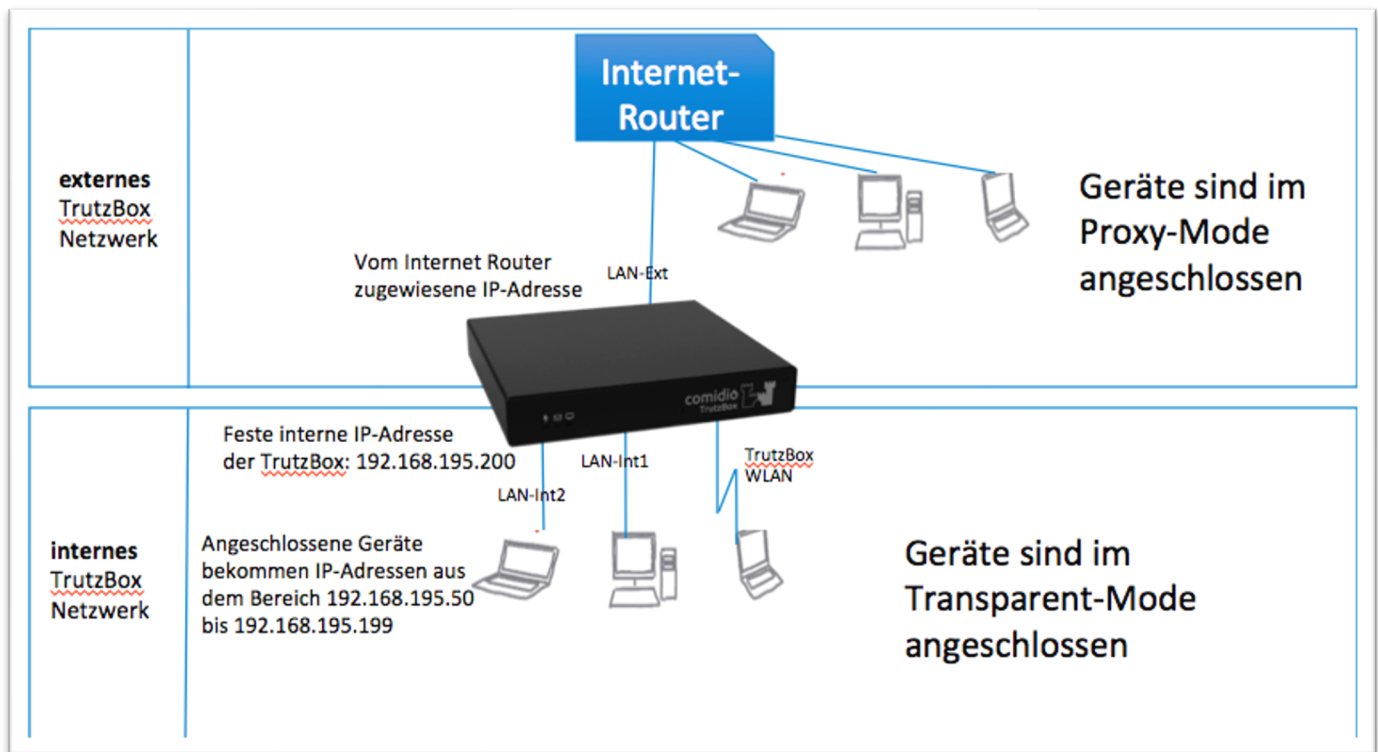 Internet-
Router
externes
TrutzBox
Netzwerk
Geräte sind im
Proxy-Mode
angeschlossen
Vom Internet Router
zugewiesene IP-Adresse
LAN-Ext
comidio
TrutzBox
Feste interne IP-Adresse
der TrutzBox: 192.168.195.200
LAN-Int1
TrutzBox
WLAN
LAN-Int2
internes
TrutzBox
Netzwerk
Angeschlossene Geräte
bekommen IP-Adressen aus
dem Bereich 192.168.195.50
bis 192.168.195.199
Geräte sind im
Transparent-Mode
angeschlossen